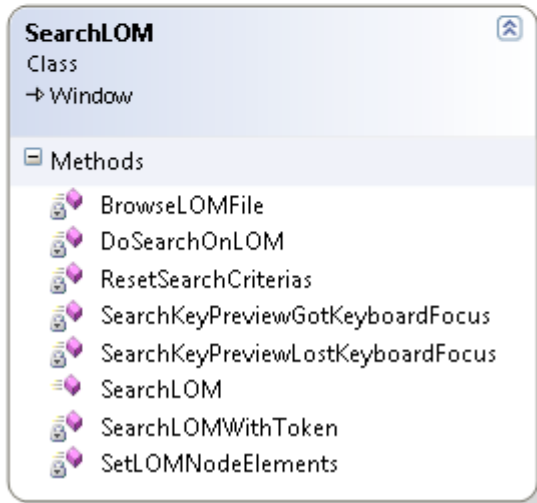 SearchLOM
Class
Window
Methods
BrowseLOMFile
DoSearchOnLOM
ResetSearchCriterias
SearchKeyPreviewGotKeyboardFocus
SearchKeyPreviewLostKeyboardFocus
SearchLOM
SearchLOMWithToken
SetLOMNodeElements